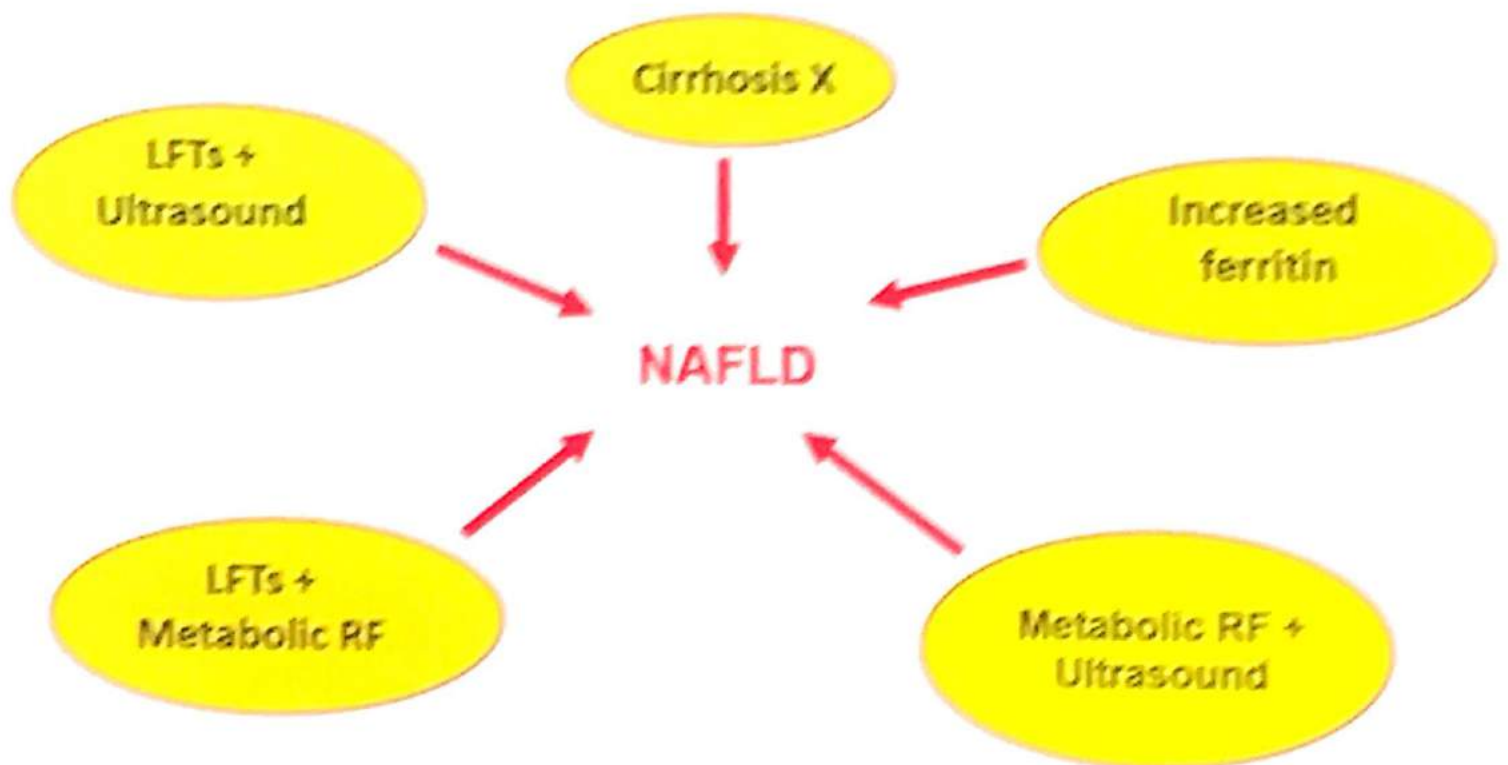 Cirrhosis X
LFTs +
Ultrasound
Increased
ferritin
NAFLD
LFTs +
Metabolic RF
Metabolic RF +
Ultrasound